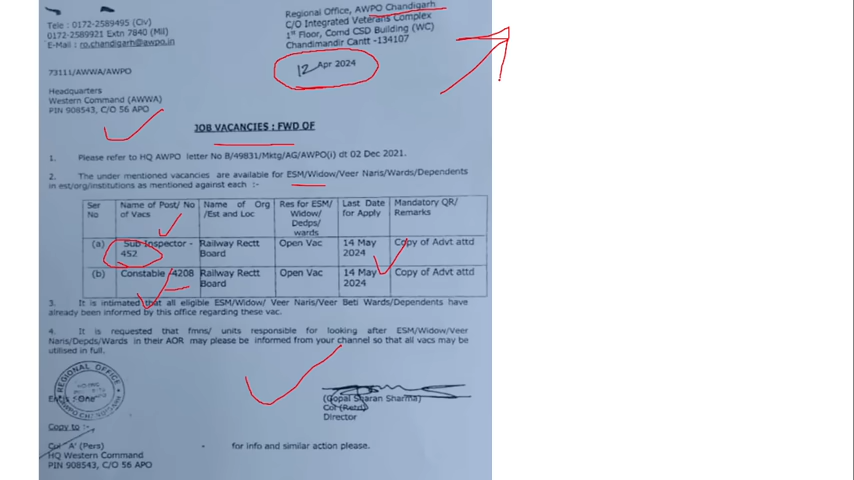 Tele : 0172-2589495 (Civ)
0172-2589921 Extn 7840 (Mil)
E-Mail : ro.chandigarh@awpo.in
Regional Office, AWPO Chandigarh
C/O Integrated Veterans Complex
1st Floor, Comd CSD Building (WC)
Chandimandir Cantt -134107
12 Apr 2024
73111/AWWA/AWPO
Headquarters
Western Command (AWWA)
PIN 908543, C/O 56 APO
JOB VACANCIES : FWD OF
1. Please refer to HQ AWPO letter No B/49831/Mktg/AG/AWPO(i) dt 02 Dec 2021.
2. The under mentioned vacancies are available for ESM/Widow/Veer Naris/Wards/Dependents
in est/org/institutions as mentioned against each :-
Ser No Name of Post/ No of Vacs Name of Org /Est and Loc Res for ESM/ Widow/ Dedps/ wards Last Date for Apply Mandatory QR/ Remarks
(a) Sub Inspector - 452 Railway Rectt Board Open Vac 14 May 2024 Copy of Advt attd
(b) Constable /4208 Railway Rectt Board Open Vac 14 May 2024 Copy of Advt attd
3. It is intimated that all eligible ESM/Widow/ Veer Naris/Veer Beti Wards/Dependents have
already been informed by this office regarding these vac.
4. It is requested that fmns/ units responsible for looking after ESM/Widow/Veer
Naris/Depds/Wards in their AOR may please be informed from your channel so that all vacs may be
utilised in full.
REGIONAL OFFICE
AWPO CHANDIGARH
(Gopal Sharan Sharma)
Col (Retd)
Director
Encls : One
Copy to :-
Col 'A' (Pers) - for info and similar action please.
HQ Western Command
PIN 908543, C/O 56 APO